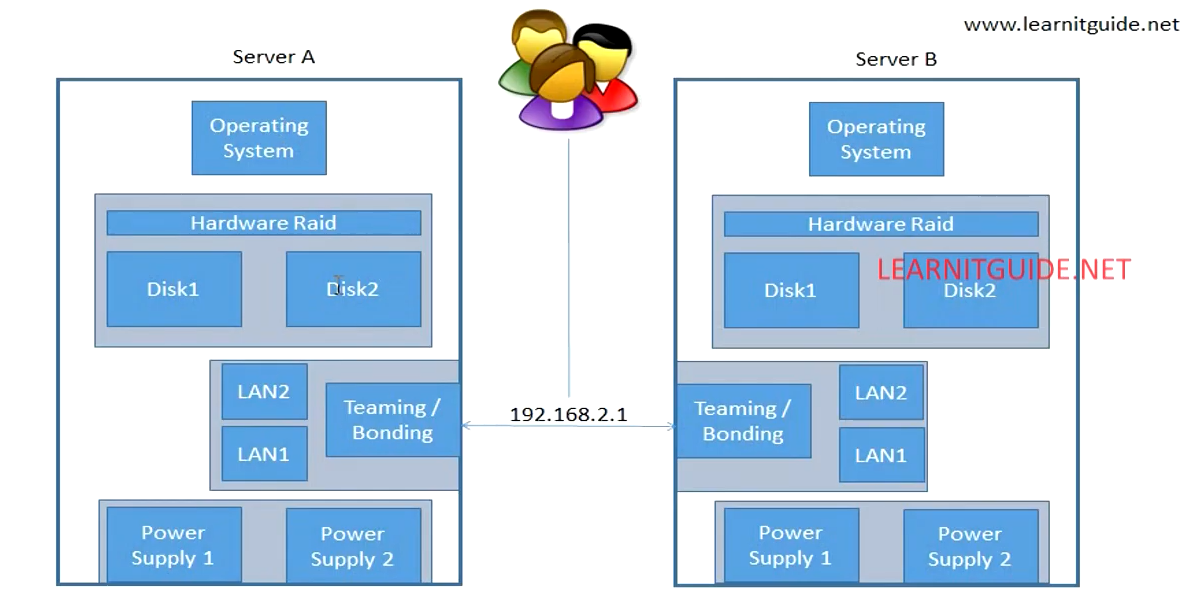 www.learnitguide.net
Server A
Server B
Operating
System
Hardware Raid
Disk1
Disk2
LAN2
LAN1
Teaming /
Bonding
Power
Supply 1
Power
Supply 2
192.168.2.1
Operating
System
Hardware Raid
LEARNITGUIDE.NET
Disk1
Disk2
Teaming /
Bonding
LAN2
LAN1
Power
Supply 1
Power
Supply 2